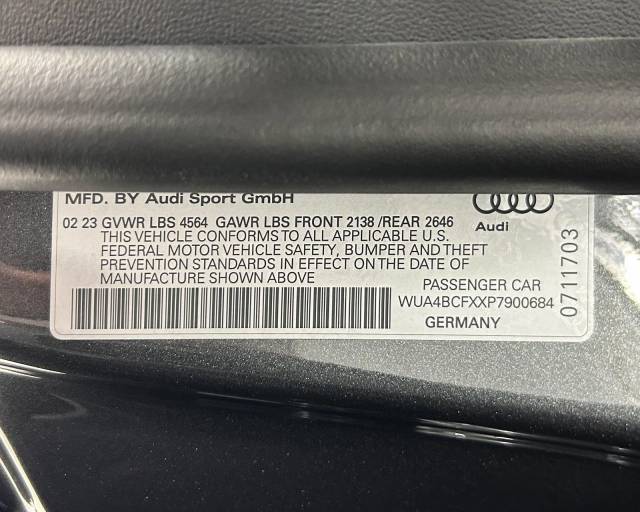 MFD. BY Audi Sport GmbH
02 23 GVWR LBS 4564 GAWR LBS FRONT 2138 /REAR 2646
THIS VEHICLE CONFORMS TO ALL APPLICABLE U.S.
FEDERAL MOTOR VEHICLE SAFETY, BUMPER AND THEFT
PREVENTION STANDARDS IN EFFECT ON THE DATE OF
MANUFACTURE SHOWN ABOVE
Audi
PASSENGER CAR
WUA4BCFXXP7900684
GERMANY
0711703